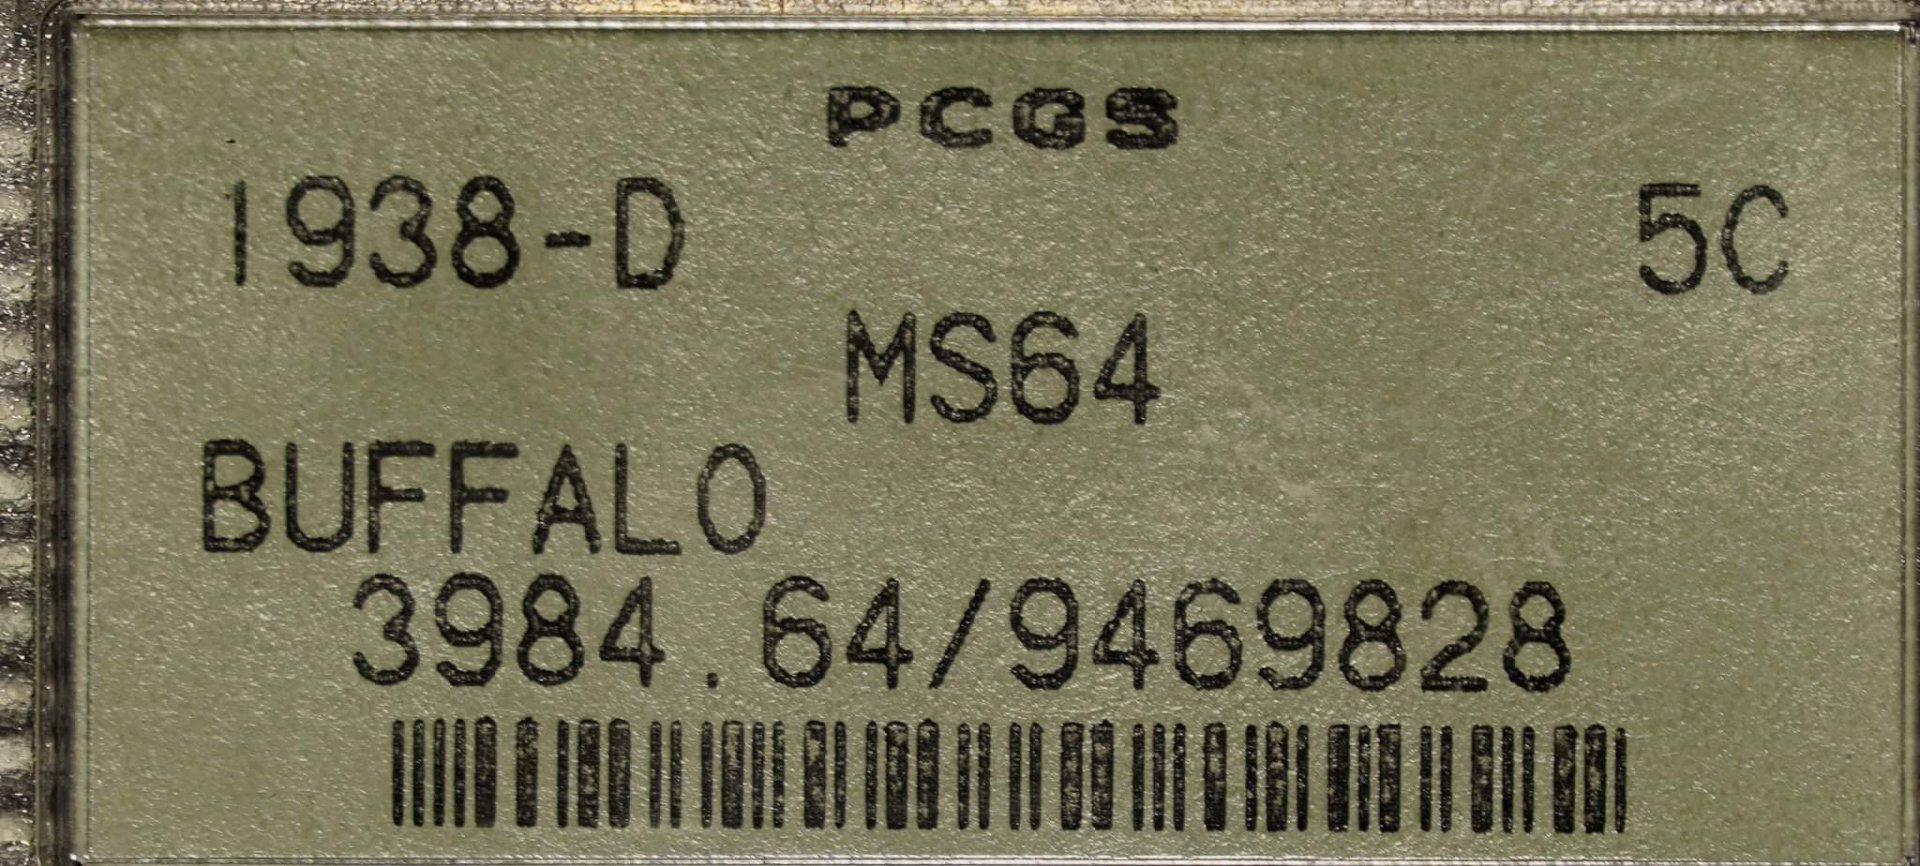 PCGS
1938-D 5C
MS64
BUFFALO
3984.64/9469828